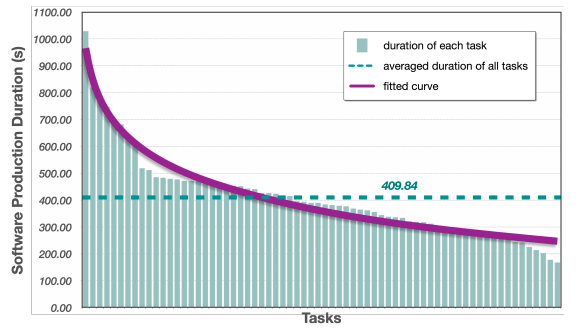 1100.00
1000.00
900.00
800.00
700.00
600.00
500.00
400.00
300.00
200.00
100.00
0.00
Software Production Duration (s)
duration of each task
averaged duration of all tasks
fitted curve
409.84
Tasks